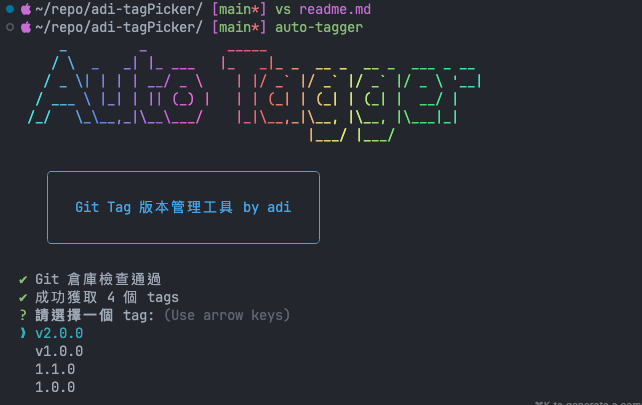 ~/repo/adi-tagPicker/ [main*] vs readme.md
~/repo/adi-tagPicker/ [main*] auto-tagger
Auto Tagger
Git Tag 版本管理工具 by adi
✔ Git 倉庫檢查通過
✔ 成功獲取 4 個 tags
? 請選擇一個 tag: (Use arrow keys)
❯ v2.0.0
v1.0.0
1.1.0
1.0.0